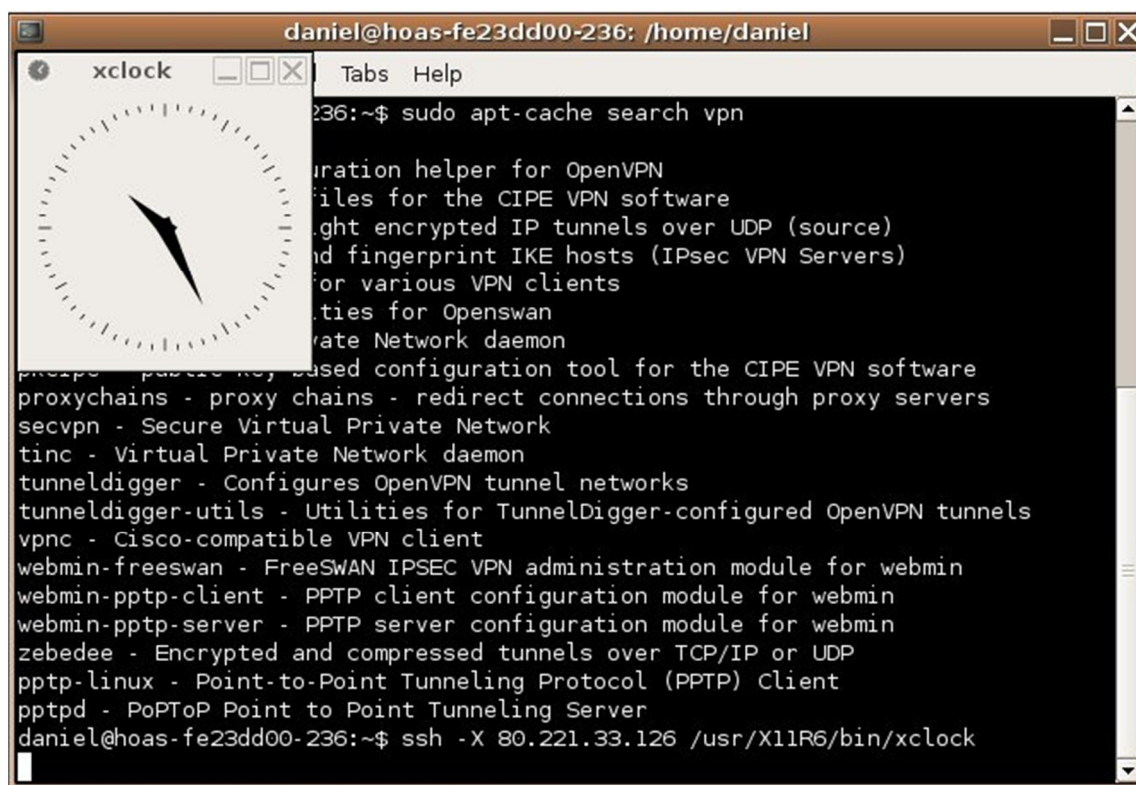 daniel@hoas-fe23dd00-236: /home/daniel
xclock
Tabs Help
236:~$ sudo apt-cache search vpn
uration helper for OpenVPN
files for the CIPE VPN software
ght encrypted IP tunnels over UDP (source)
nd fingerprint IKE hosts (IPsec VPN Servers)
for various VPN clients
ities for Openswan
vate Network daemon
based configuration tool for the CIPE VPN software
proxychains - proxy chains - redirect connections through proxy servers
secvpn - Secure Virtual Private Network
tinc - Virtual Private Network daemon
tunneldigger - Configures OpenVPN tunnel networks
tunneldigger-utils - Utilities for TunnelDigger-configured OpenVPN tunnels
vpnc - Cisco-compatible VPN client
webmin-freeswan - FreeSWAN IPSEC VPN administration module for webmin
webmin-pptp-client - PPTP client configuration module for webmin
webmin-pptp-server - PPTP server configuration module for webmin
zebedee - Encrypted and compressed tunnels over TCP/IP or UDP
pptp-linux - Point-to-Point Tunneling Protocol (PPTP) Client
pptpd - PoPToP Point to Point Tunneling Server
daniel@hoas-fe23dd00-236:~$ ssh -X 80.221.33.126 /usr/X11R6/bin/xclock